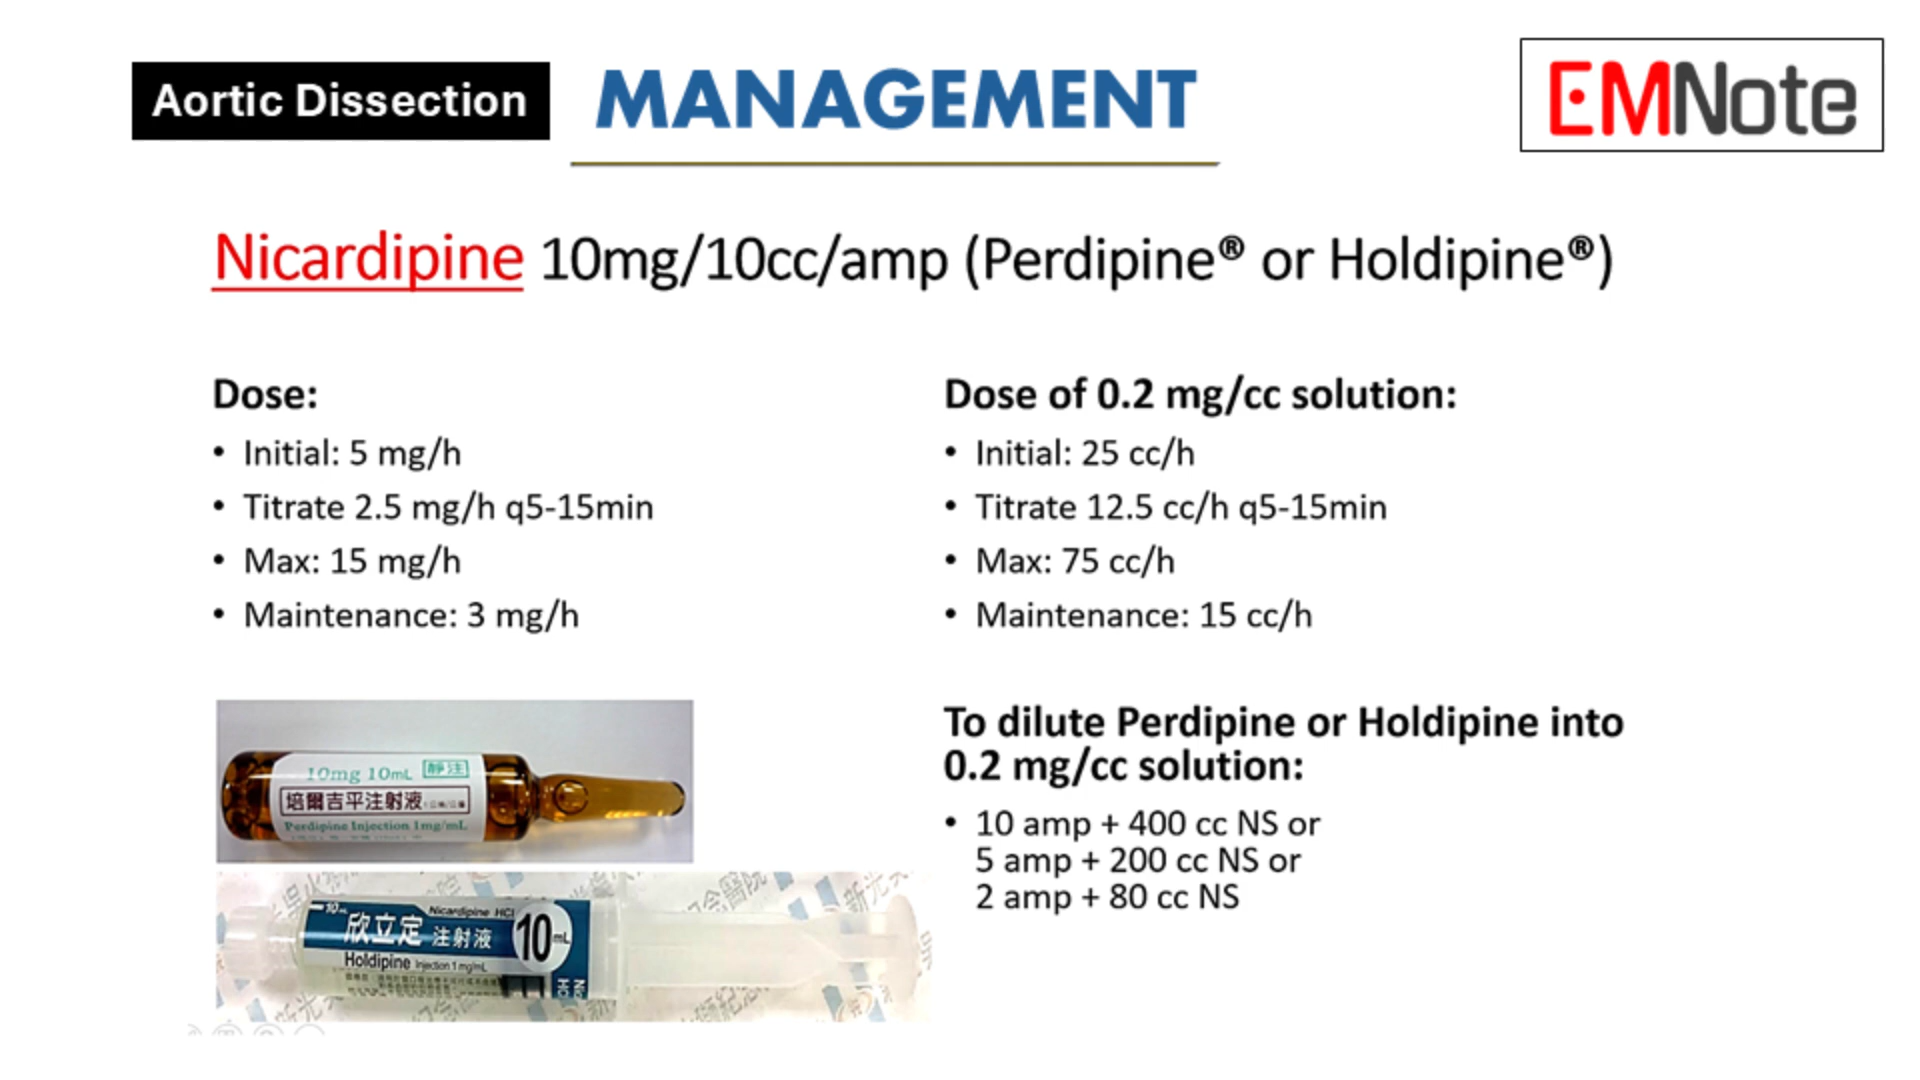 Aortic Dissection
MANAGEMENT
EMNote
Nicardipine 10mg/10cc/amp (Perdipine® or Holdipine®)
Dose:
• Initial: 5 mg/h
• Titrate 2.5 mg/h q5-15min
• Max: 15 mg/h
• Maintenance: 3 mg/h
Dose of 0.2 mg/cc solution:
• Initial: 25 cc/h
• Titrate 12.5 cc/h q5-15min
• Max: 75 cc/h
• Maintenance: 15 cc/h
To dilute Perdipine or Holdipine into
0.2 mg/cc solution:
• 10 amp + 400 cc NS or
5 amp + 200 cc NS or
2 amp + 80 cc NS
10mg 10mL 靜注
培爾吉平注射液
Perdipine Injection 1mg/mL
10mL
Nicardipine HCl
欣立定 注射液 10mL
Holdipine Injection 1mg/mL